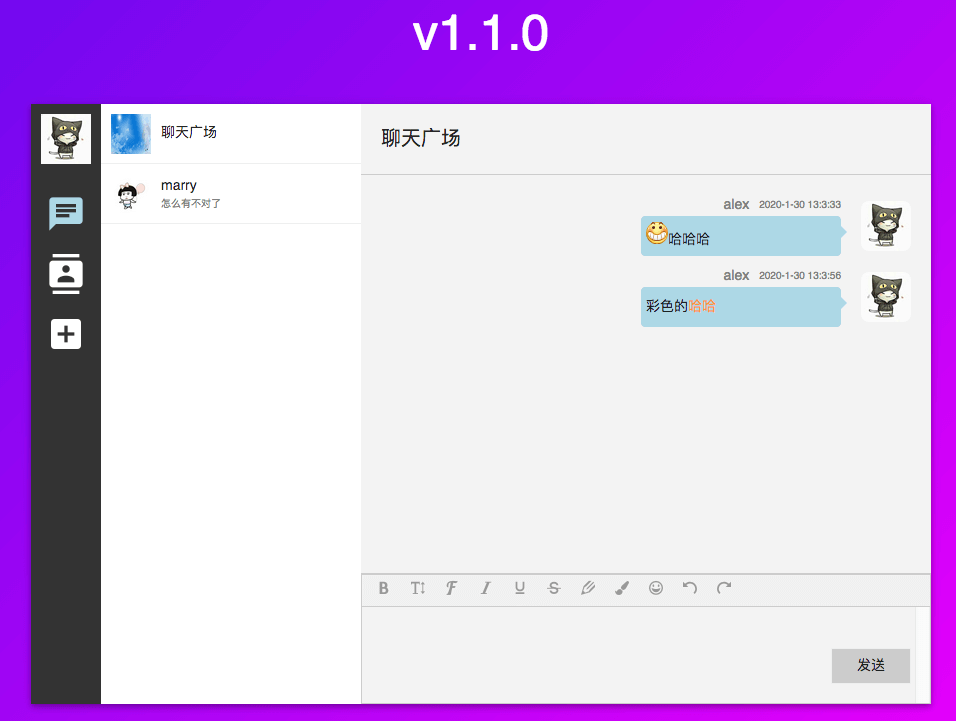 v1.1.0
聊天广场
marry
怎么有不对了
聊天广场
alex 2020-1-30 13:3:33
哈哈哈
alex 2020-1-30 13:3:56
彩色的哈哈
发送